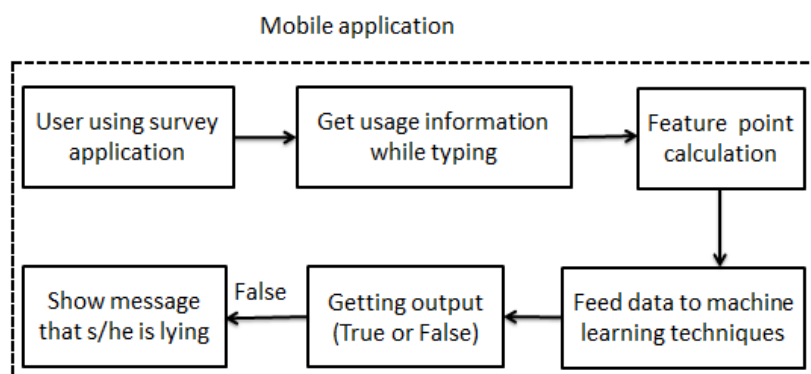 Mobile application
User using survey
application
Get usage information
while typing
Feature point
calculation
Show message
that s/he is lying
False
Getting output
(True or False)
Feed data to machine
learning techniques